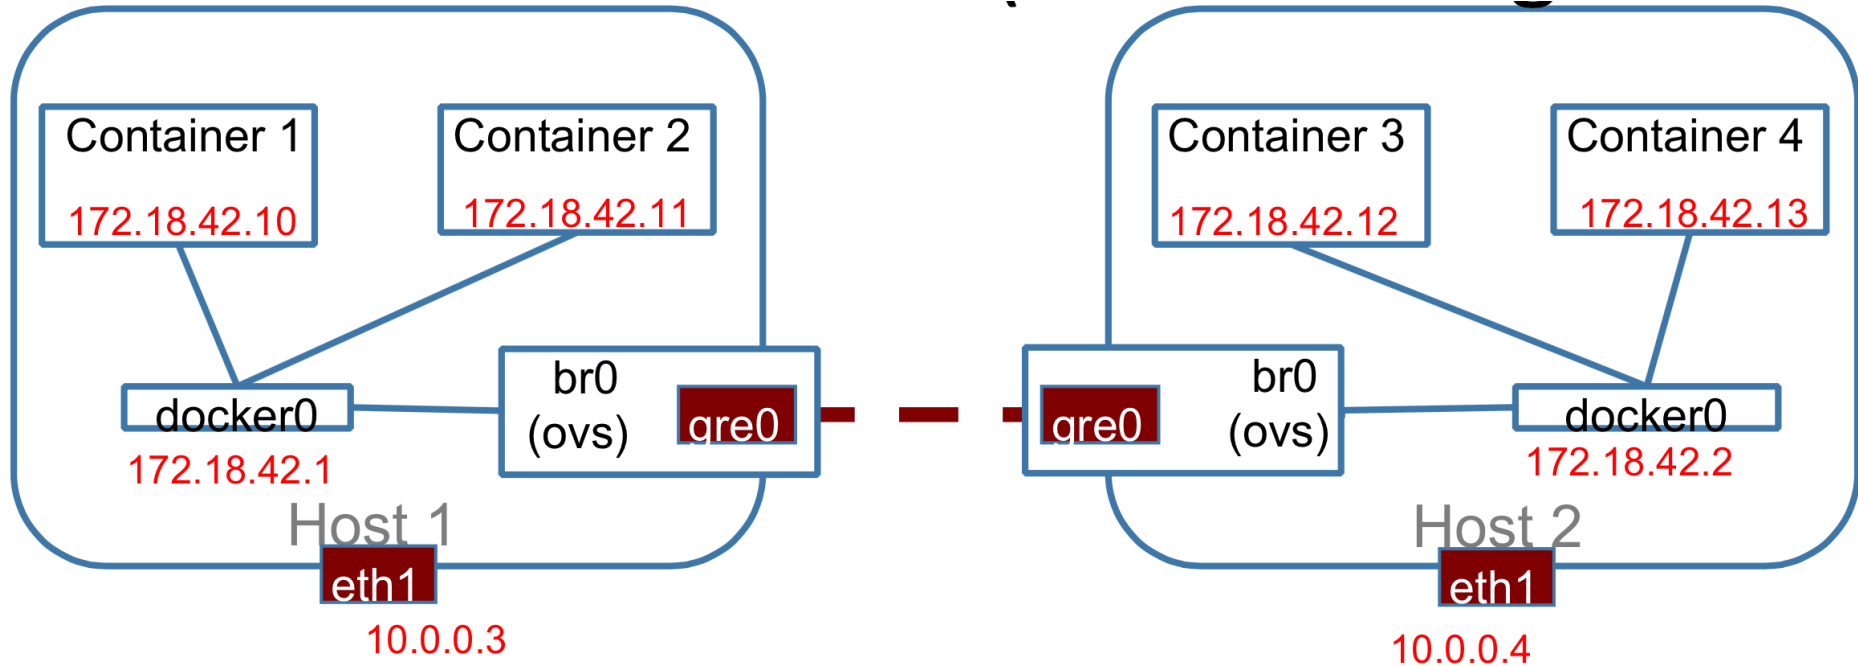 Container 1
172.18.42.10
Container 2
172.18.42.11
docker0
172.18.42.1
br0
(ovs)
gre0
Host 1
eth1
10.0.0.3
Container 3
172.18.42.12
Container 4
172.18.42.13
gre0
br0
(ovs)
docker0
172.18.42.2
Host 2
eth1
10.0.0.4